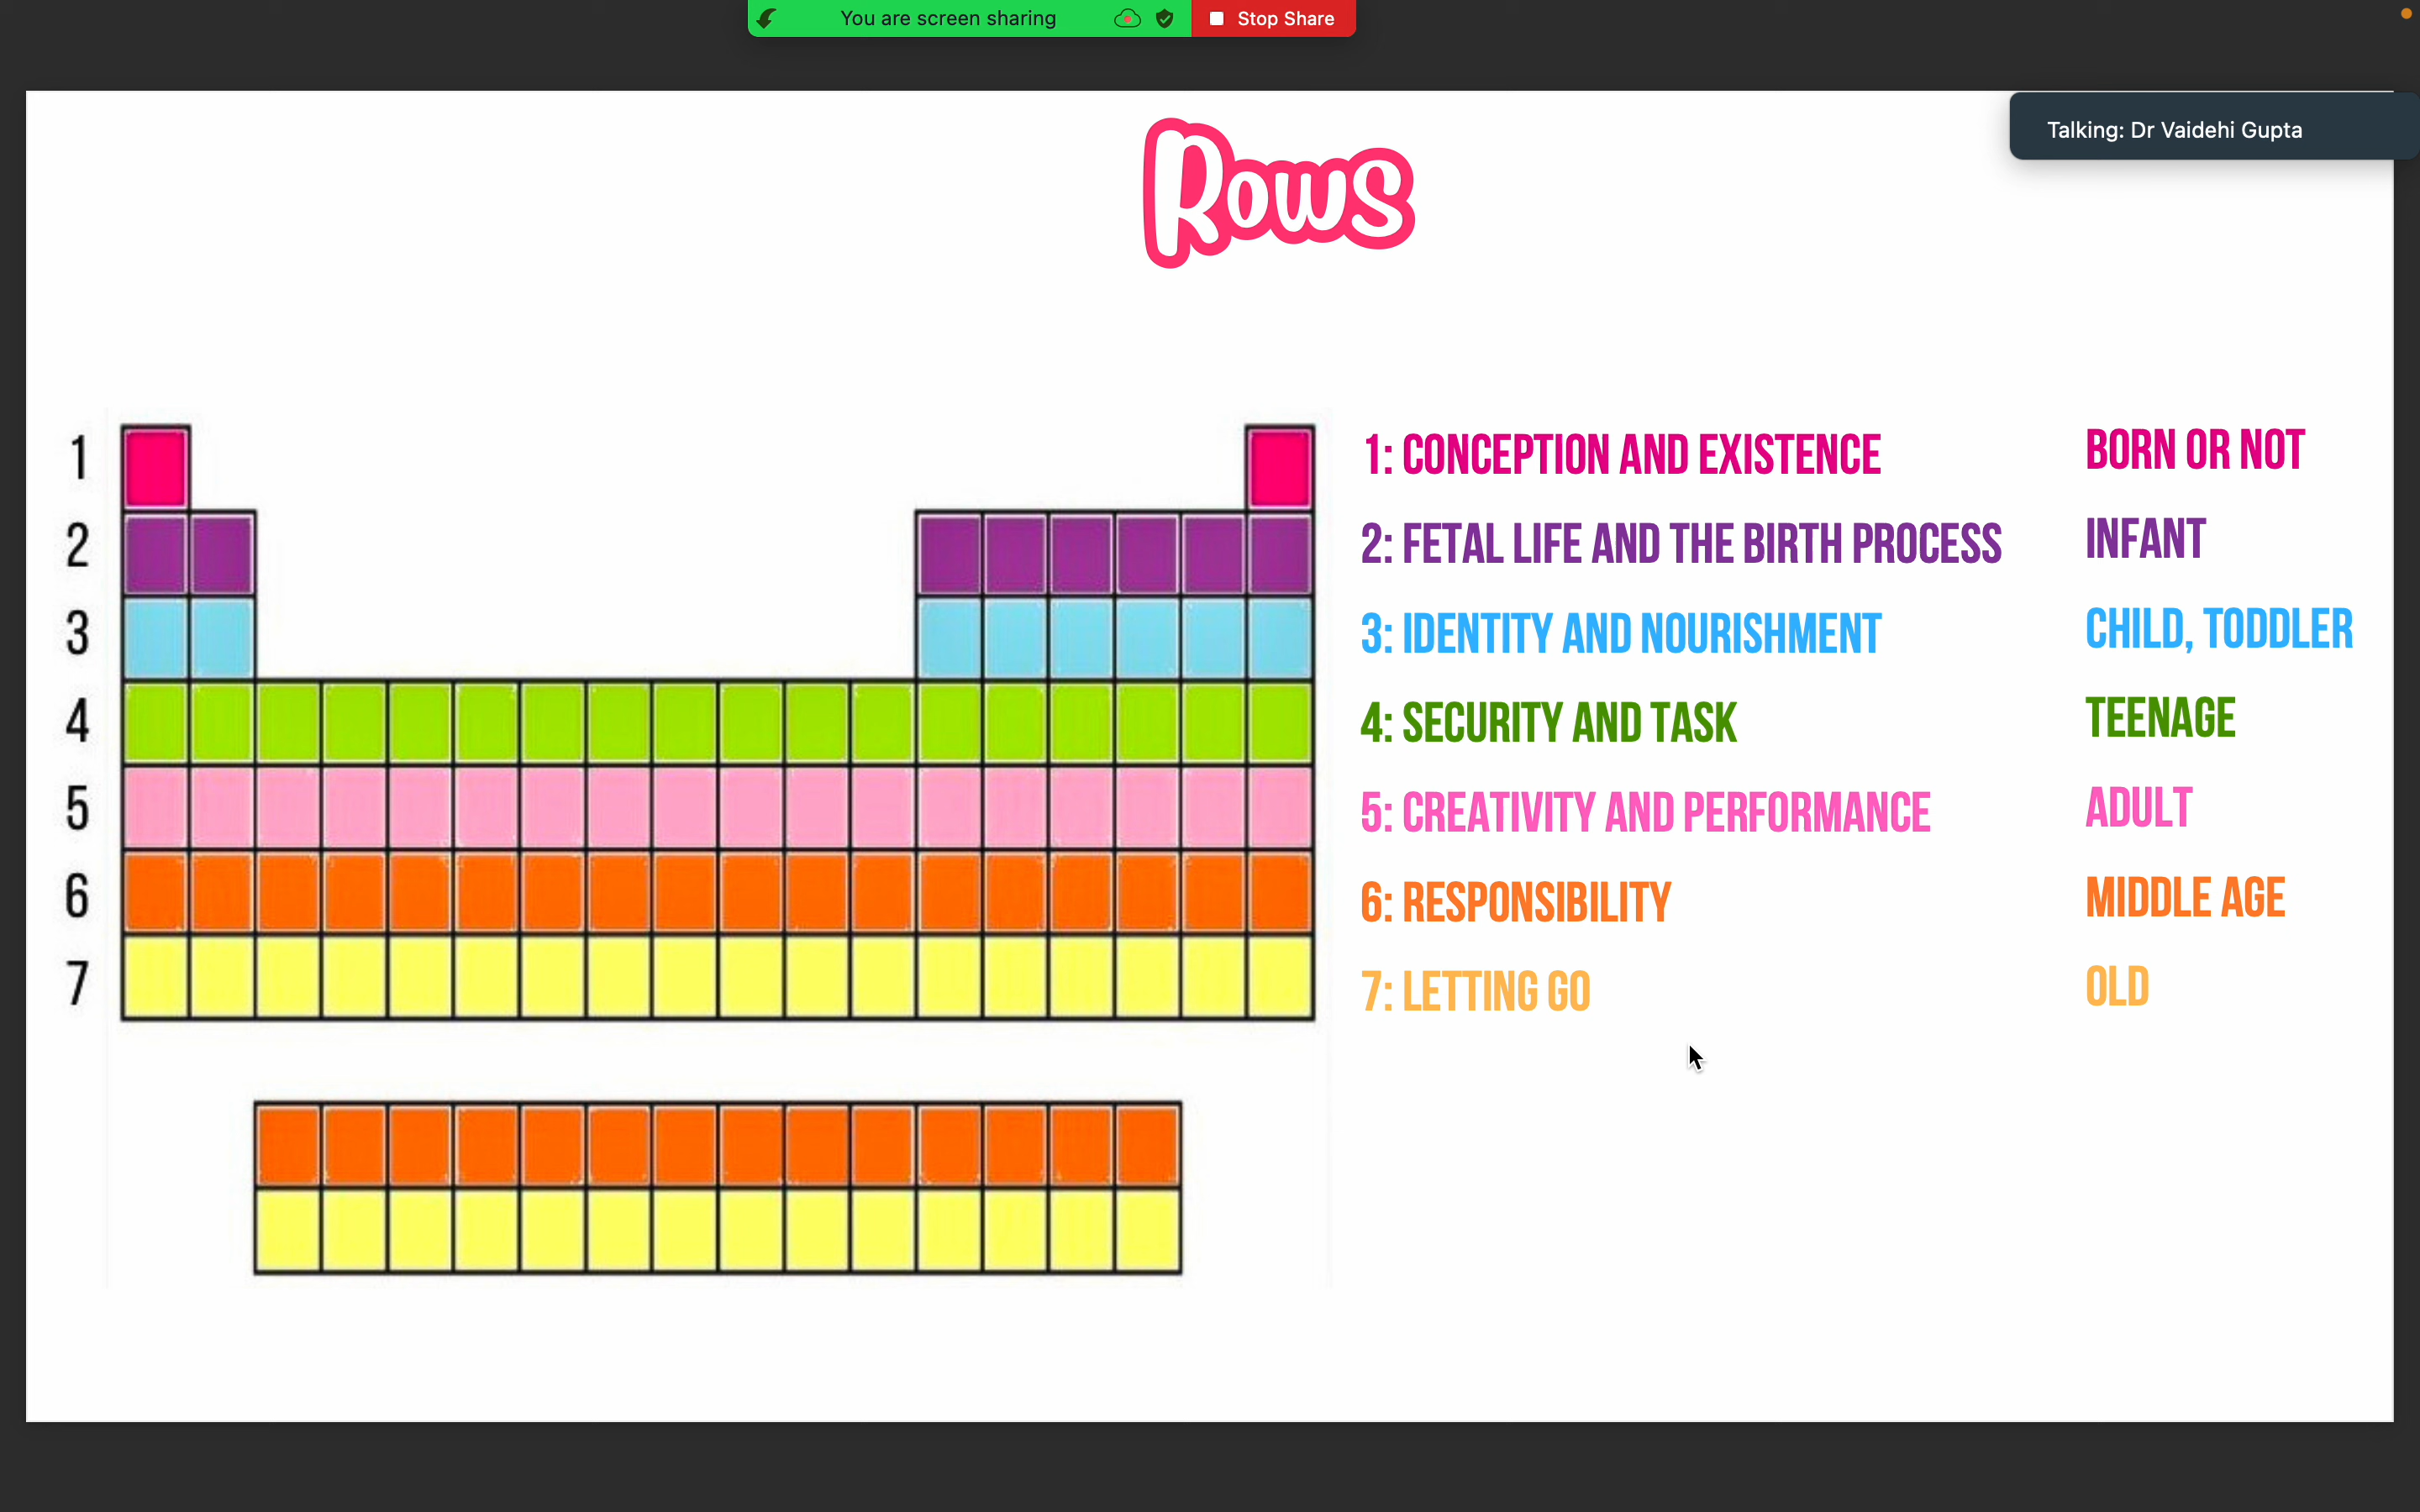 You are screen sharing
Stop Share
Talking: Dr Vaidehi Gupta
Rows
1
2
3
4
5
6
7
1: CONCEPTION AND EXISTENCE BORN OR NOT
2: FETAL LIFE AND THE BIRTH PROCESS INFANT
3: IDENTITY AND NOURISHMENT CHILD, TODDLER
4: SECURITY AND TASK TEENAGE
5: CREATIVITY AND PERFORMANCE ADULT
6: RESPONSIBILITY MIDDLE AGE
7: LETTING GO OLD